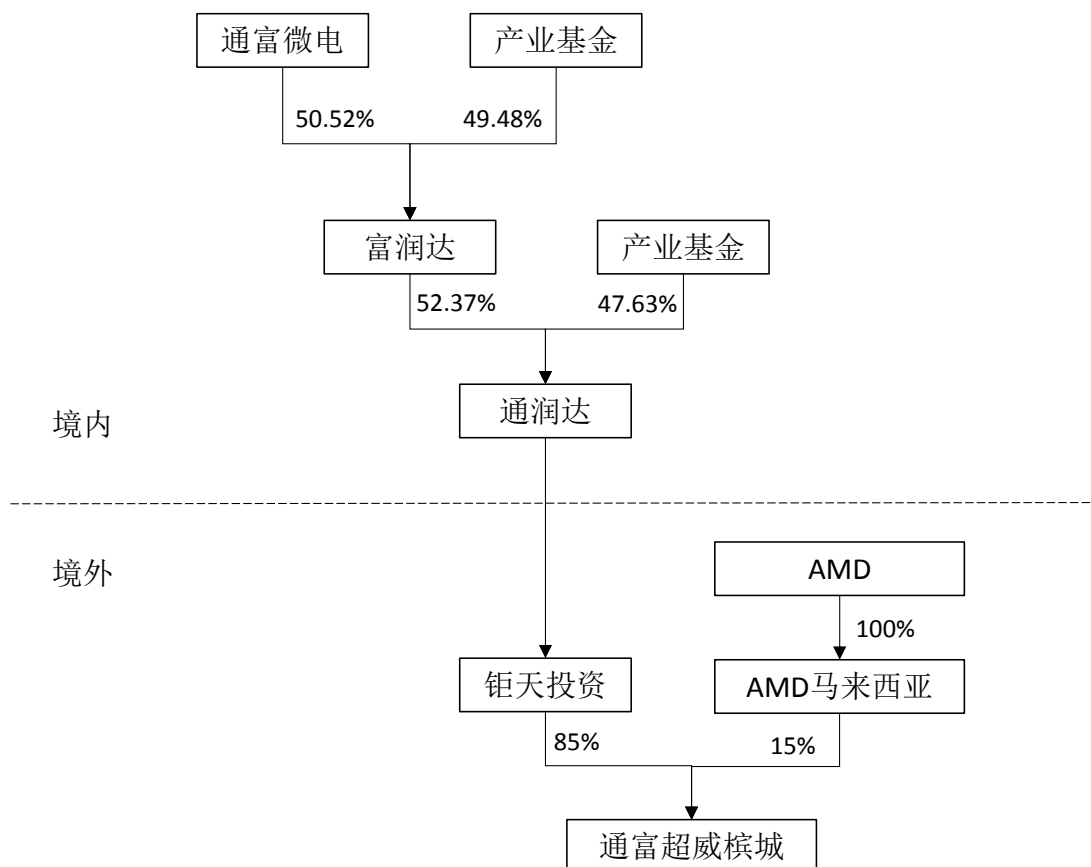 通富微电
产业基金
50.52%
49.48%
富润达
产业基金
52.37%
47.63%
通润达
境内
境外
AMD
100%
钜天投资
AMD马来西亚
85%
15%
通富超威槟城